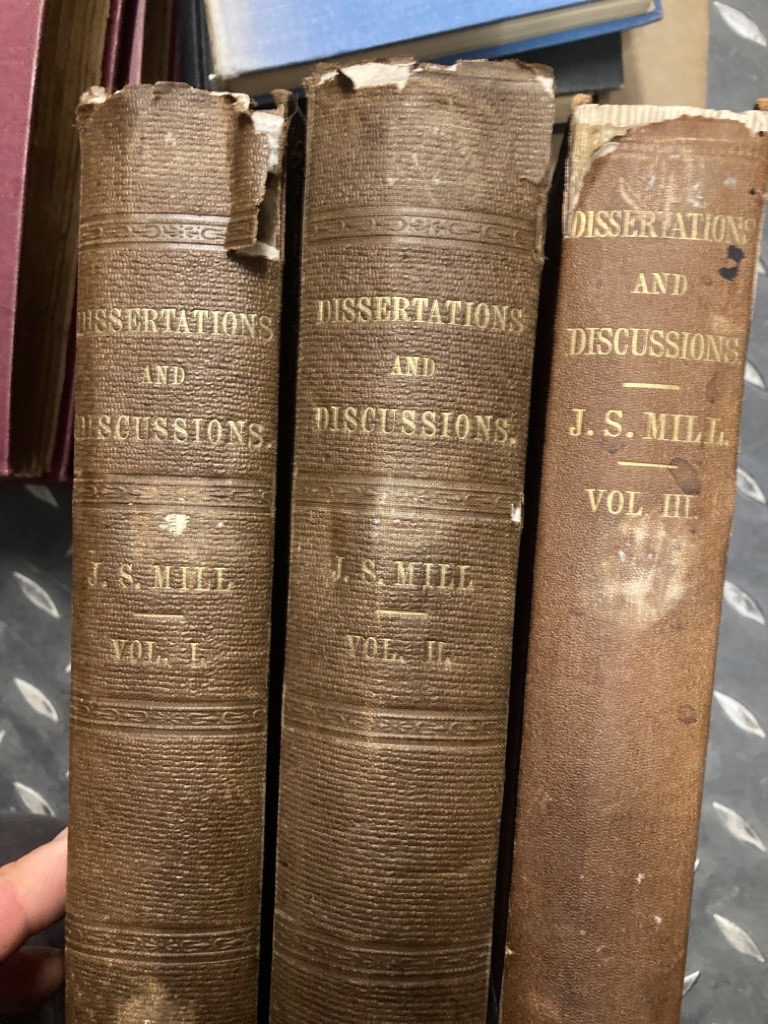 DISSERTATIONS
AND
DISCUSSIONS.
J. S. MILL
VOL. I.
DISSERTATIONS
AND
DISCUSSIONS.
J. S. MILL
VOL. II.
DISSERTATIONS
AND
DISCUSSIONS.
J. S. MILL.
VOL. III.